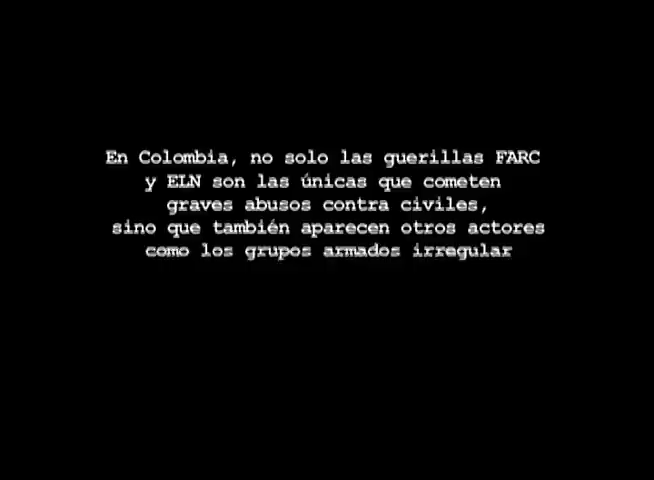 En Colombia, no solo las guerillas FARC
y ELN son las únicas que cometen
graves abusos contra civiles,
sino que también aparecen otros actores
como los grupos armados irregular